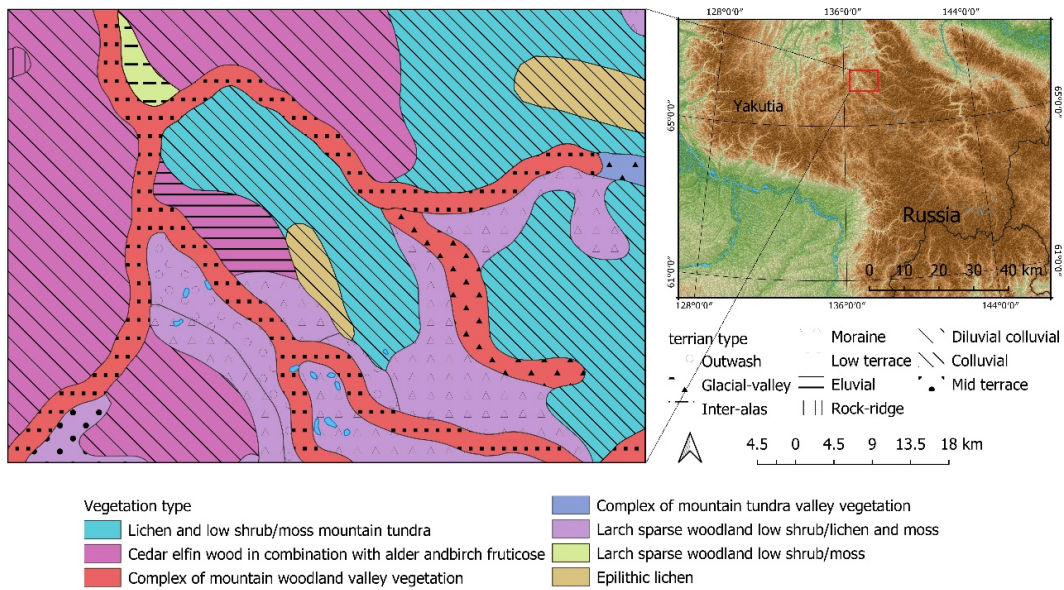 128°0'0" 136°0'0" 144°0'0"
65°0'0"
65°0'0"
Yakutia
Russia
0 10 20 30 40 km
61°0'0"
61°0'0"
128°0'0" 136°0'0" 144°0'0"
terrian type
Outwash
Glacial-valley
Inter-alas
Moraine
Low terrace
Eluvial
Rock-ridge
Diluvial colluvial
Colluvial
Mid terrace
4.5 0 4.5 9 13.5 18 km
Vegetation type
Lichen and low shrub/moss mountain tundra
Cedar elfin wood in combination with alder andbirch fruticose
Complex of mountain woodland valley vegetation
Complex of mountain tundra valley vegetation
Larch sparse woodland low shrub/lichen and moss
Larch sparse woodland low shrub/moss
Epilithic lichen